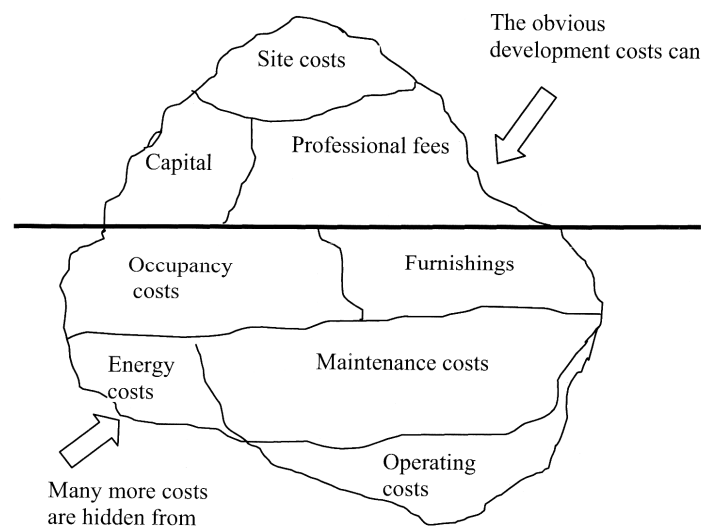 The obvious
development costs can
Site costs
Capital
Professional fees
Occupancy
costs
Furnishings
Energy
costs
Maintenance costs
Operating
costs
Many more costs
are hidden from